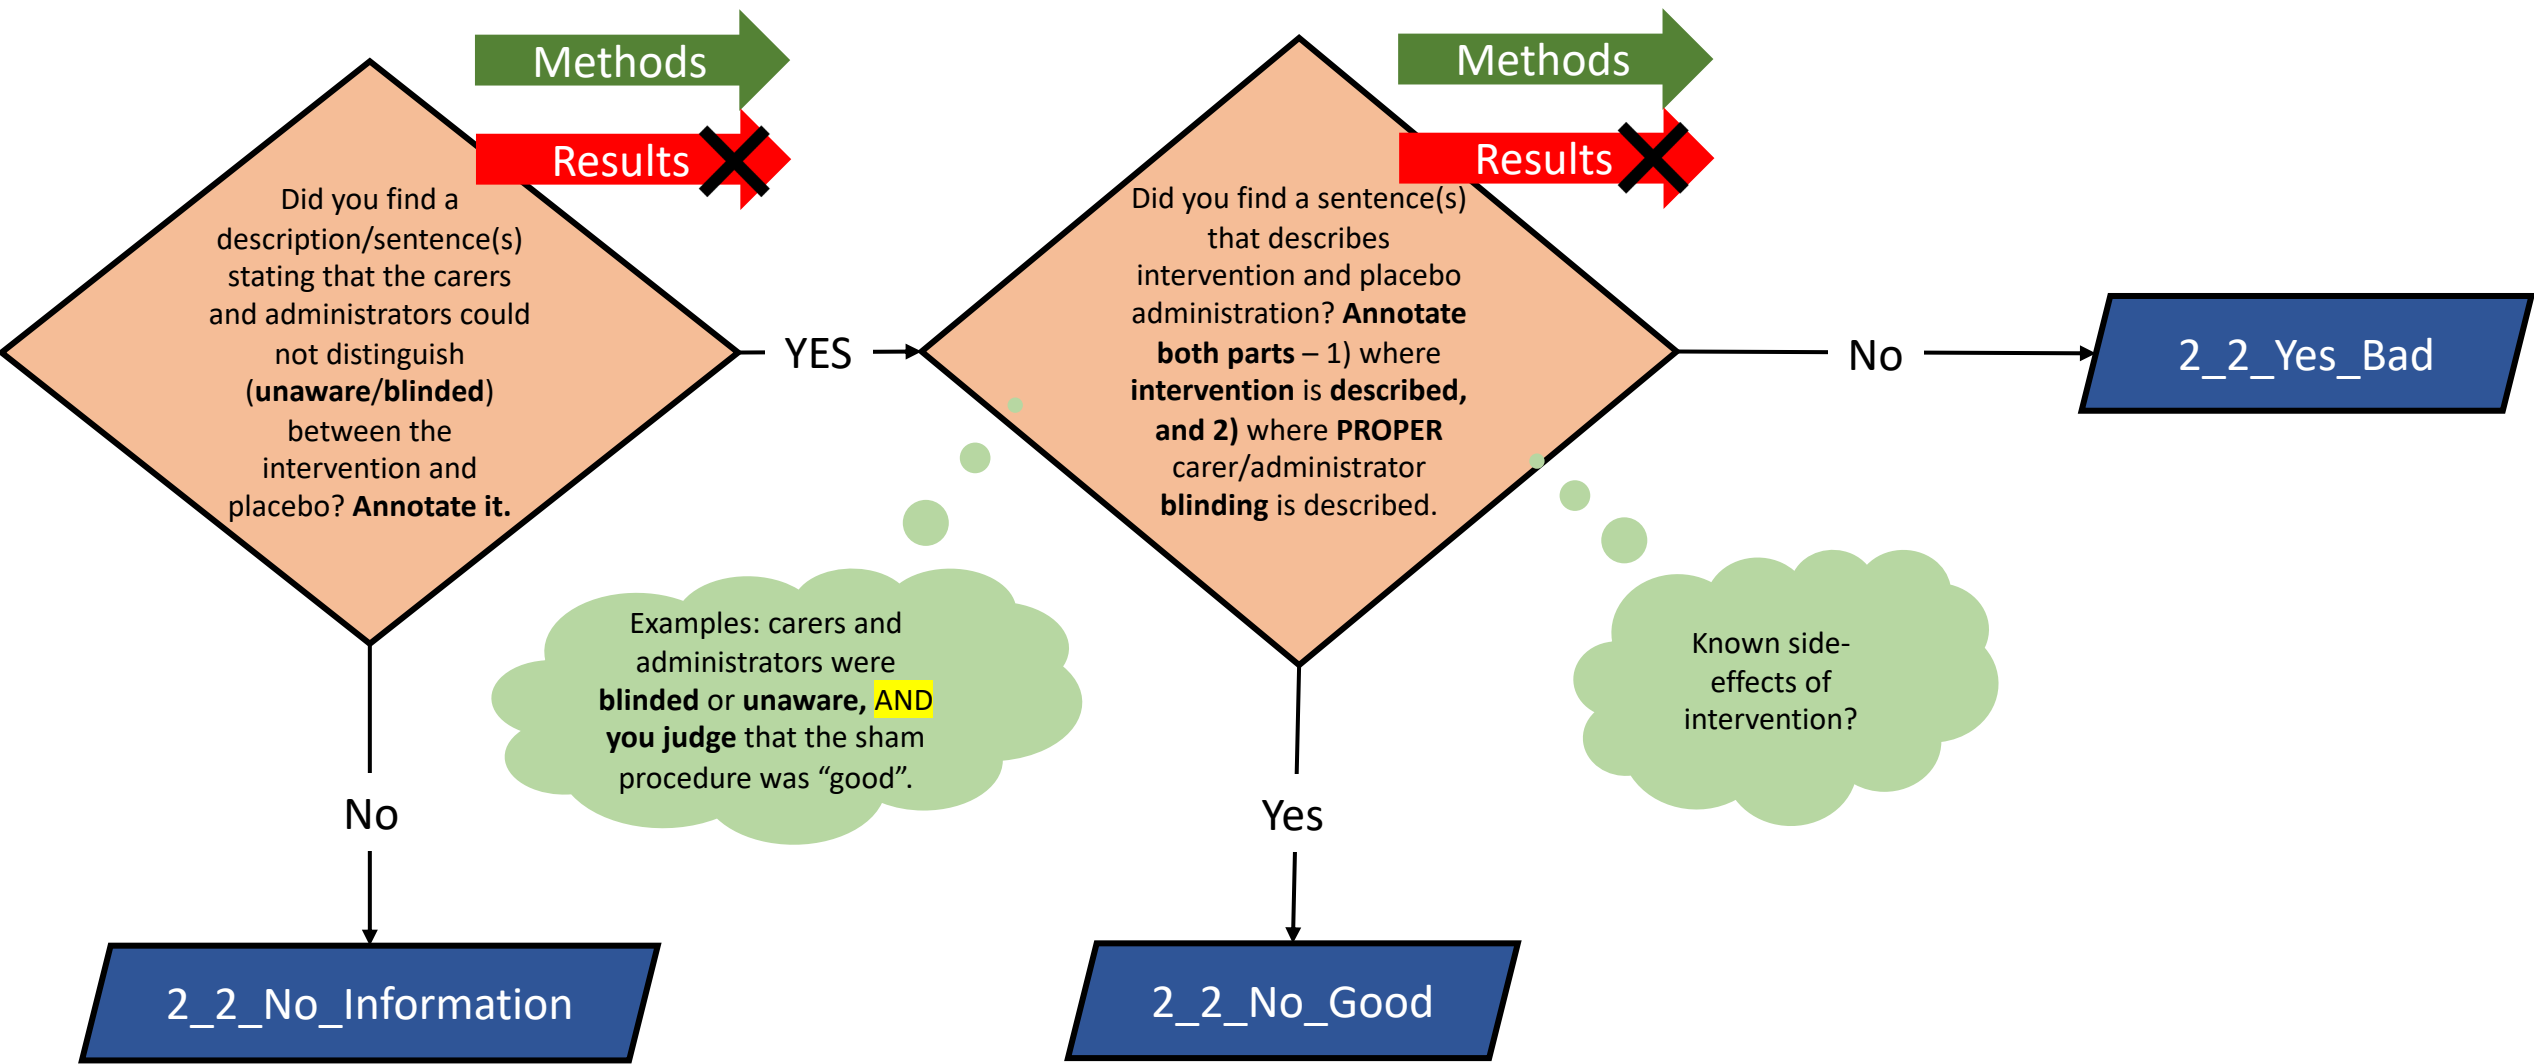 Methods
Results
Did you find a
description/sentence(s)
stating that the carers
and administrators could
not distinguish
(unaware/blinded)
between the
intervention and
placebo? Annotate it.
YES
No
2_2_No_Information
Methods
Results
Did you find a sentence(s)
that describes
intervention and placebo
administration? Annotate
both parts – 1) where
intervention is described,
and 2) where PROPER
carer/administrator
blinding is described.
No
2_2_Yes_Bad
Examples: carers and
administrators were
blinded or unaware, AND
you judge that the sham
procedure was “good”.
Known side-
effects of
intervention?
Yes
2_2_No_Good